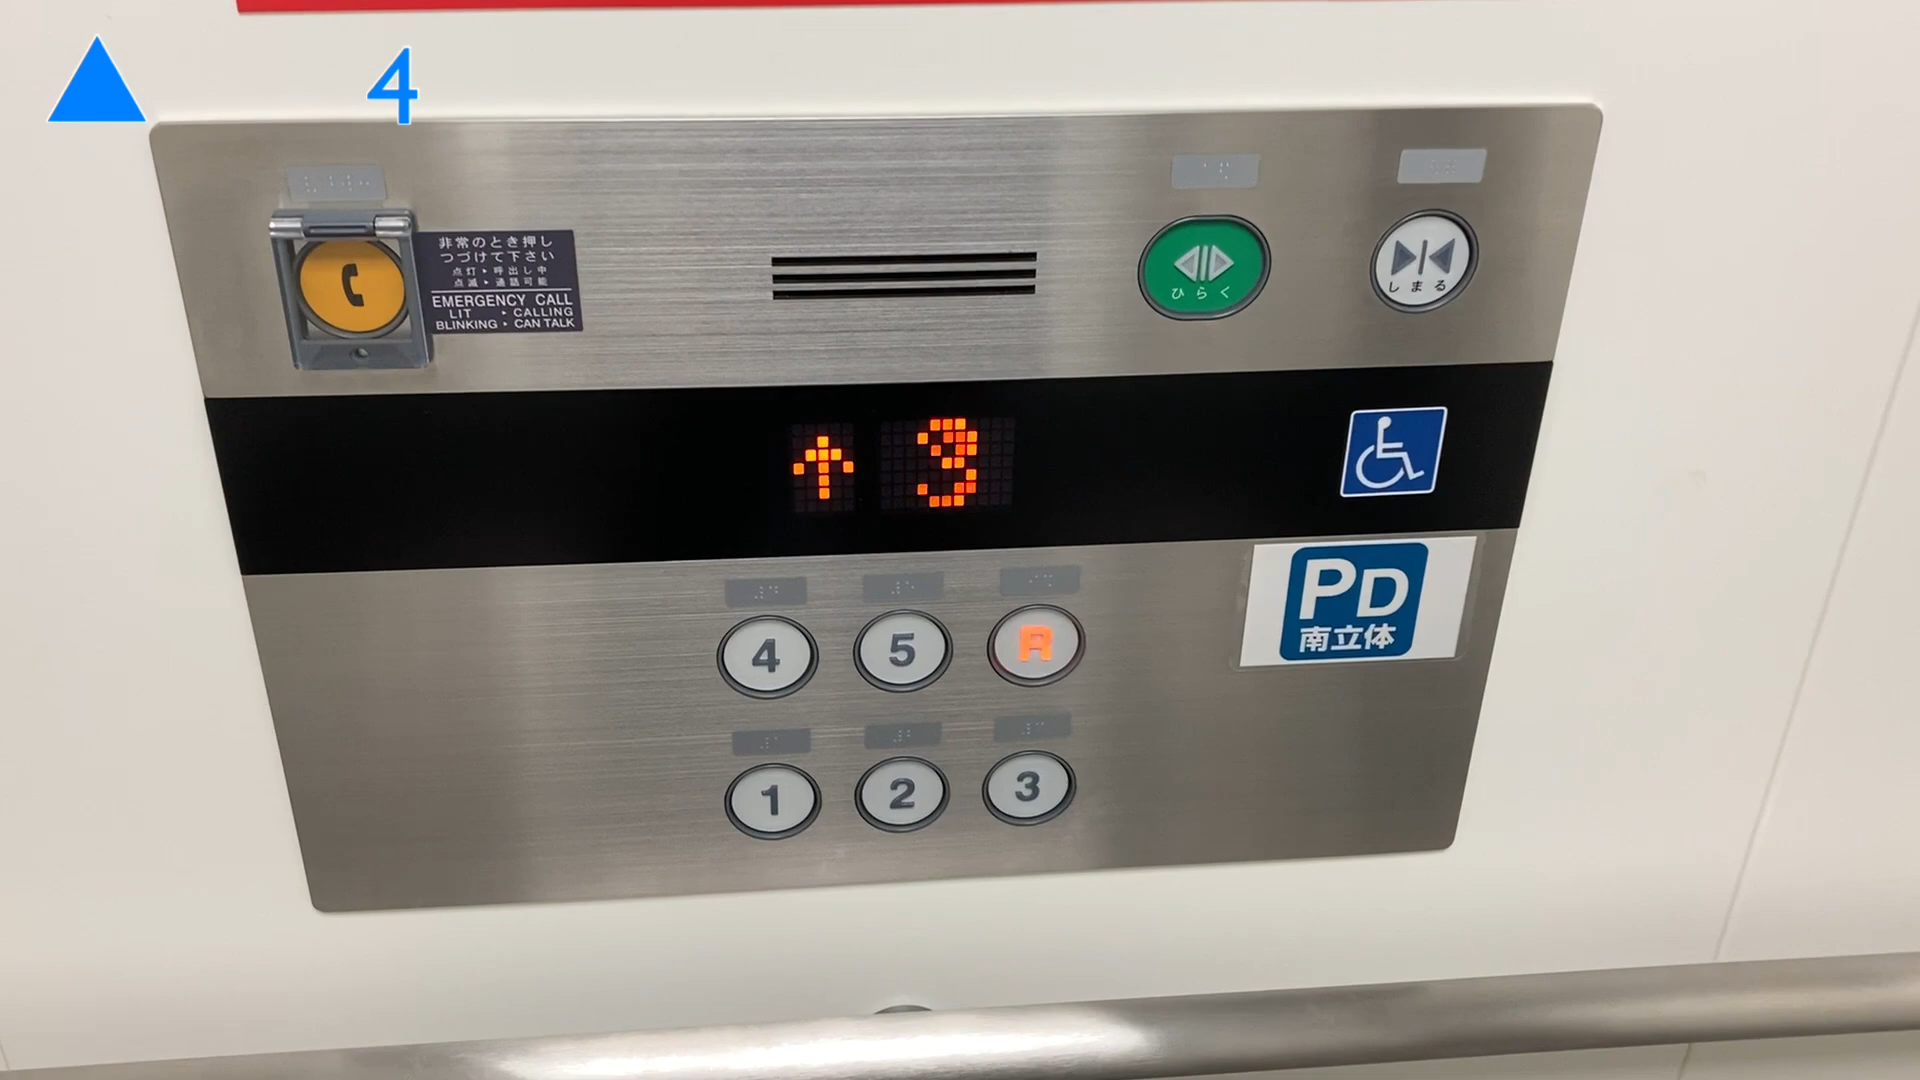 4
非常のとき押し
つづけて下さい
点灯▸呼出し中
点滅▸通話可能
EMERGENCY CALL
LIT ▸ CALLING
BLINKING ▸ CAN TALK
ひらく
しまる
↑ 3
PD
南立体
4 5 R
1 2 3